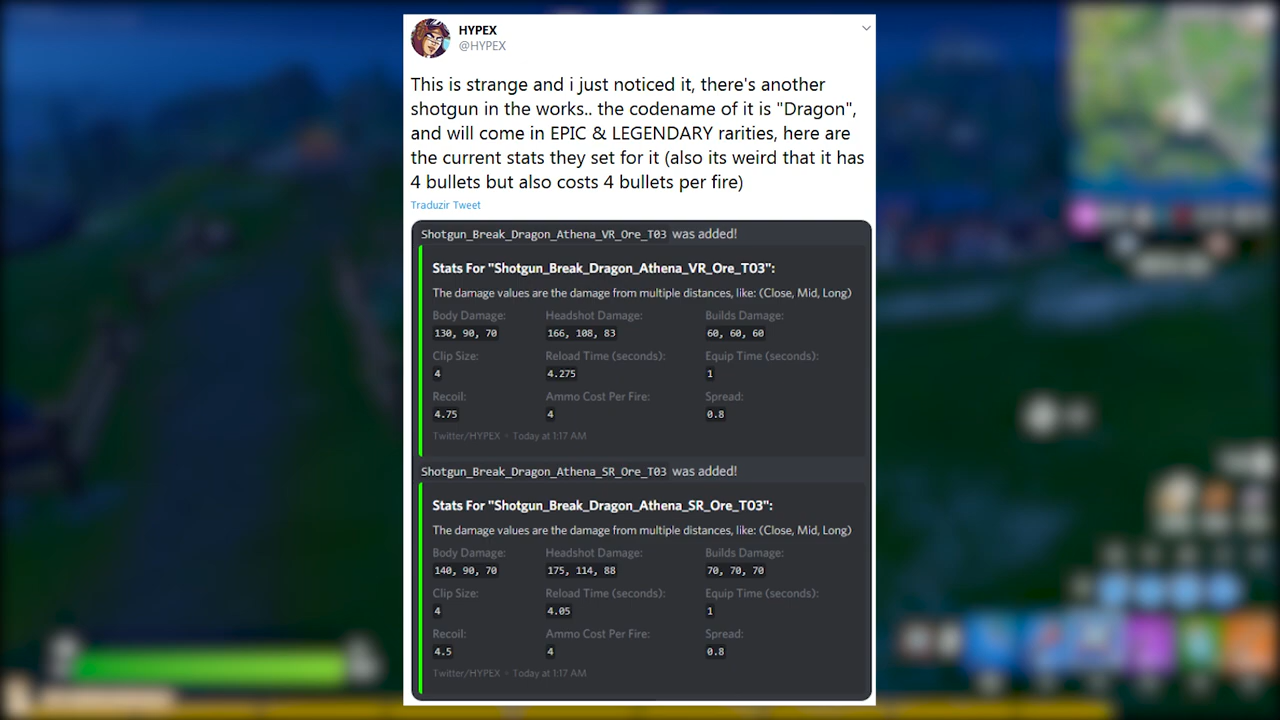 HYPEX
@HYPEX
This is strange and i just noticed it, there's another
shotgun in the works.. the codename of it is "Dragon",
and will come in EPIC & LEGENDARY rarities, here are
the current stats they set for it (also its weird that it has
4 bullets but also costs 4 bullets per fire)
Traduzir Tweet
Shotgun_Break_Dragon_Athena_VR_Ore_T03 was added!
Stats For "Shotgun_Break_Dragon_Athena_VR_Ore_T03":
The damage values are the damage from multiple distances, like: (Close, Mid, Long)
Body Damage: Headshot Damage: Builds Damage:
130, 90, 70 166, 108, 83 60, 60, 60
Clip Size: Reload Time (seconds): Equip Time (seconds):
4 4.275 1
Recoil: Ammo Cost Per Fire: Spread:
4.75 4 0.8
Twitter/HYPEX • Today at 1:17 AM
Shotgun_Break_Dragon_Athena_SR_Ore_T03 was added!
Stats For "Shotgun_Break_Dragon_Athena_SR_Ore_T03":
The damage values are the damage from multiple distances, like: (Close, Mid, Long)
Body Damage: Headshot Damage: Builds Damage:
140, 90, 70 175, 114, 88 70, 70, 70
Clip Size: Reload Time (seconds): Equip Time (seconds):
4 4.05 1
Recoil: Ammo Cost Per Fire: Spread:
4.5 4 0.8
Twitter/HYPEX • Today at 1:17 AM